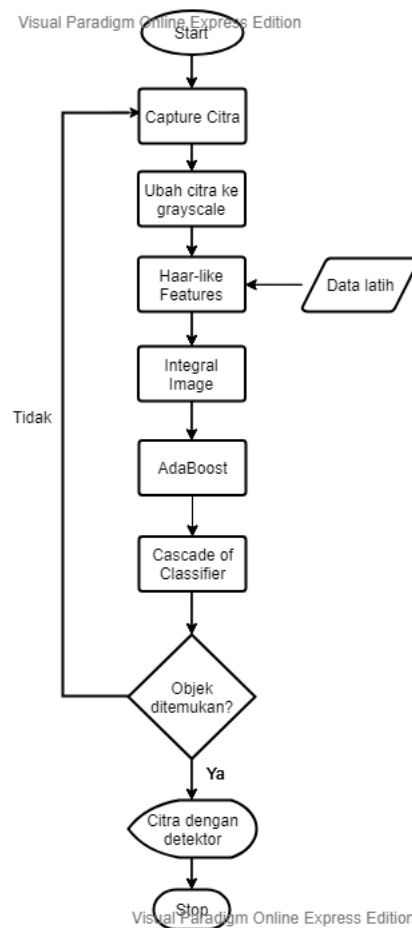 Visual Paradigm Online Express Edition
Start
Capture Citra
Ubah citra ke
grayscale
Haar-like
Features
Data latih
Integral
Image
Tidak
AdaBoost
Cascade of
Classifier
Objek
ditemukan?
Ya
Citra dengan
detektor
Stop
Visual Paradigm Online Express Edition